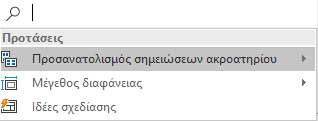 Προτάσεις
Προσανατολισμός σημειώσεων ακροατηρίου
Μέγεθος διαφάνειας
Ιδέες σχεδίασης